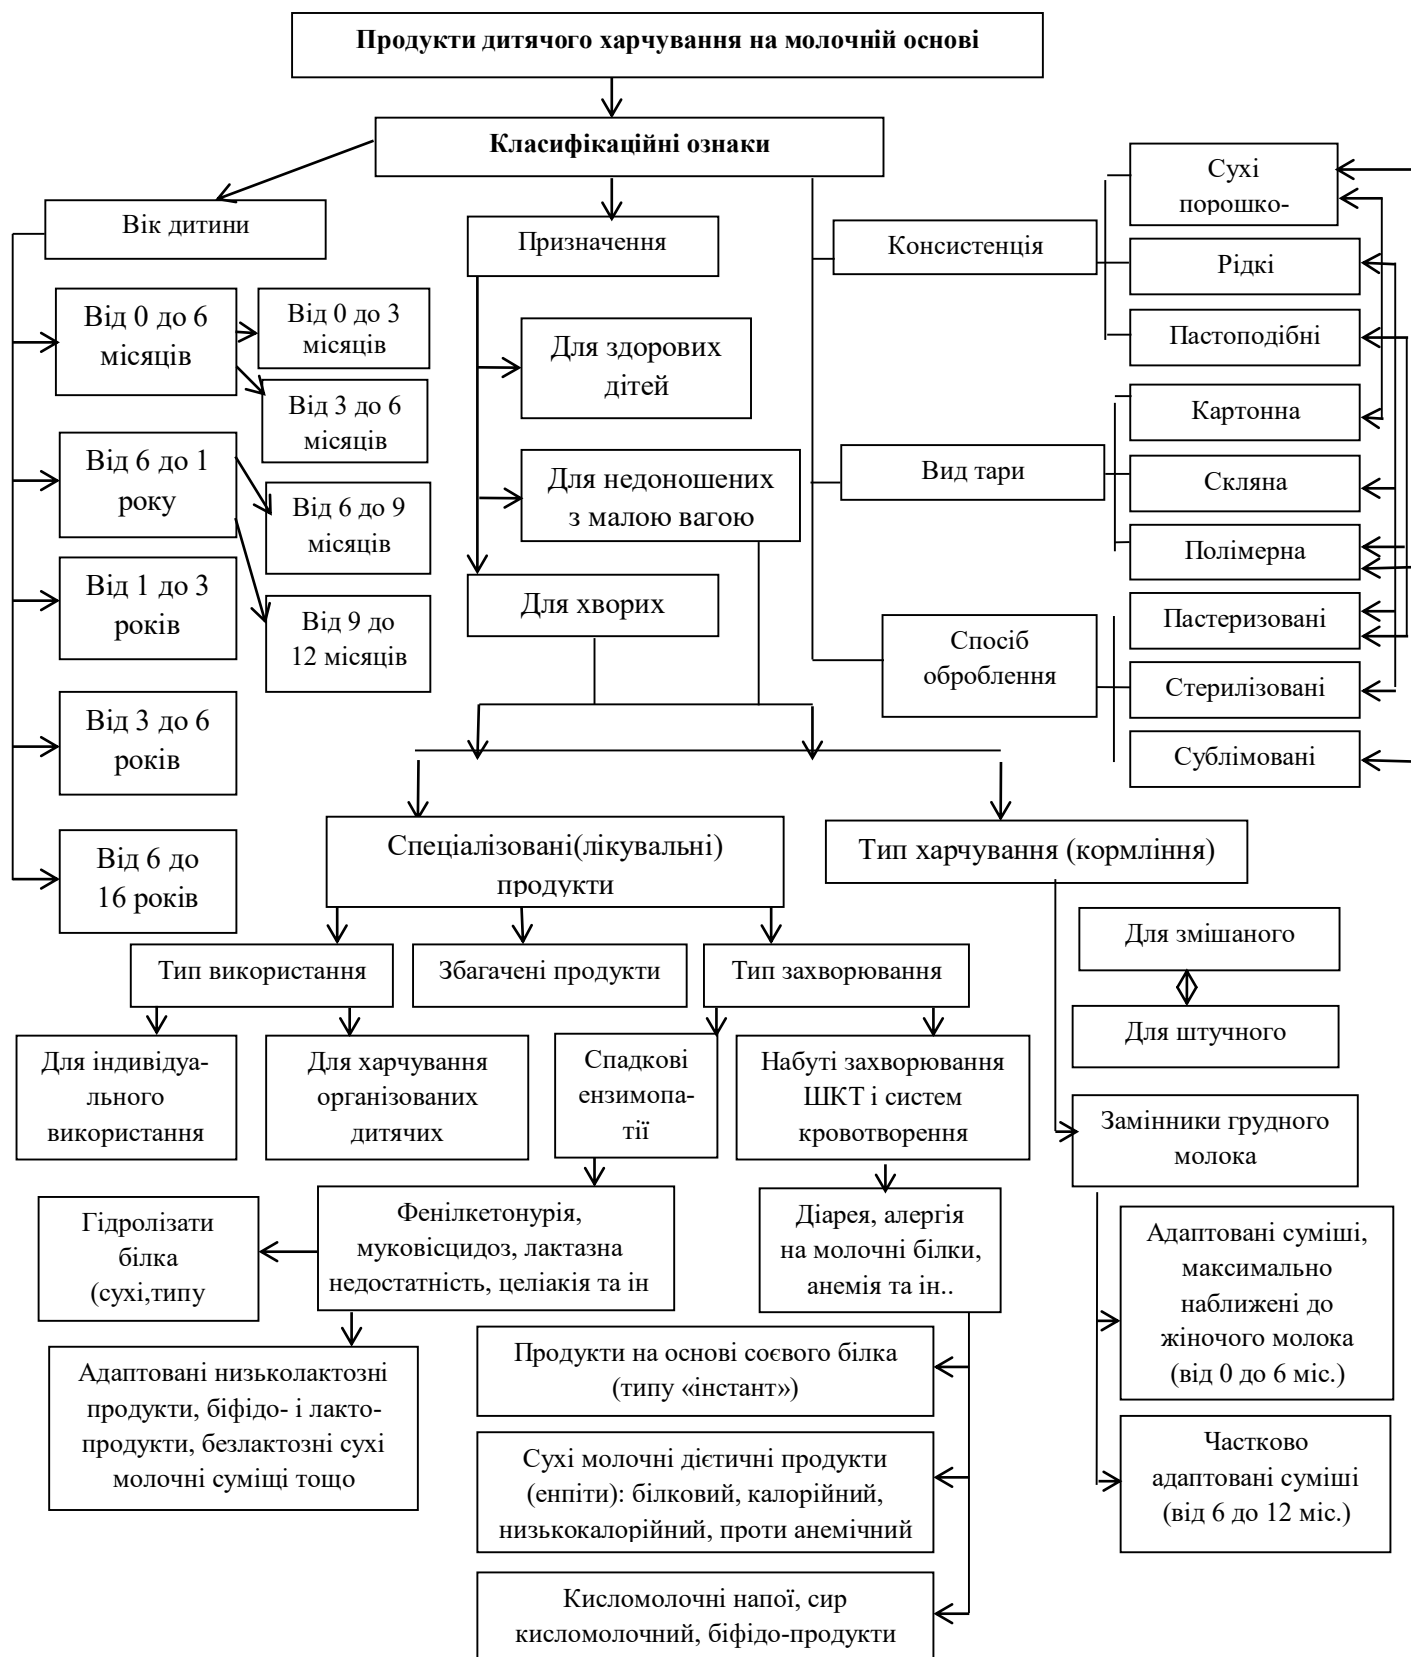 Продукти дитячого харчування на молочній основі
Класифікаційні ознаки
Вік дитини
Від 0 до 6
місяців
Від 0 до 3
місяців
Від 3 до 6
місяців
Від 6 до 1
року
Від 6 до 9
місяців
Від 9 до
12 місяців
Від 1 до 3
років
Від 3 до 6
років
Від 6 до
16 років
Призначення
Для здорових
дітей
Для недоношених
з малою вагою
Для хворих
Консистенція
Сухі
порошко-
Рідкі
Пастоподібні
Вид тари
Картонна
Скляна
Полімерна
Спосіб
оброблення
Пастеризовані
Стерилізовані
Сублімовані
Спеціалізовані(лікувальні)
продукти
Тип харчування (кормління)
Тип використання
Збагачені продукти
Тип захворювання
Для змішаного
Для штучного
Для індивідуа-
льного
використання
Для харчування
організованих
дитячих
Спадкові
ензимопа-
тії
Набуті захворювання
ШКТ і систем
кровотворення
Замінники грудного
молока
Гідролізати
білка
(сухі,типу
Фенілкетонурія,
муковісцидоз, лактазна
недостатність, целіакія та ін
Діарея, алергія
на молочні білки,
анемія та ін..
Адаптовані суміші,
максимально
наближені до
жіночого молока
(від 0 до 6 міс.)
Адаптовані низьколактозні
продукти, біфідо- і лакто-
продукти, безлактозні сухі
молочні суміщі тощо
Продукти на основі соєвого білка
(типу «інстант»)
Сухі молочні дієтичні продукти
(енпіти): білковий, калорійний,
низькокалорійний, проти анемічний
Частково
адаптовані суміші
(від 6 до 12 міс.)
Кисломолочні напої, сир
кисломолочний, біфідо-продукти